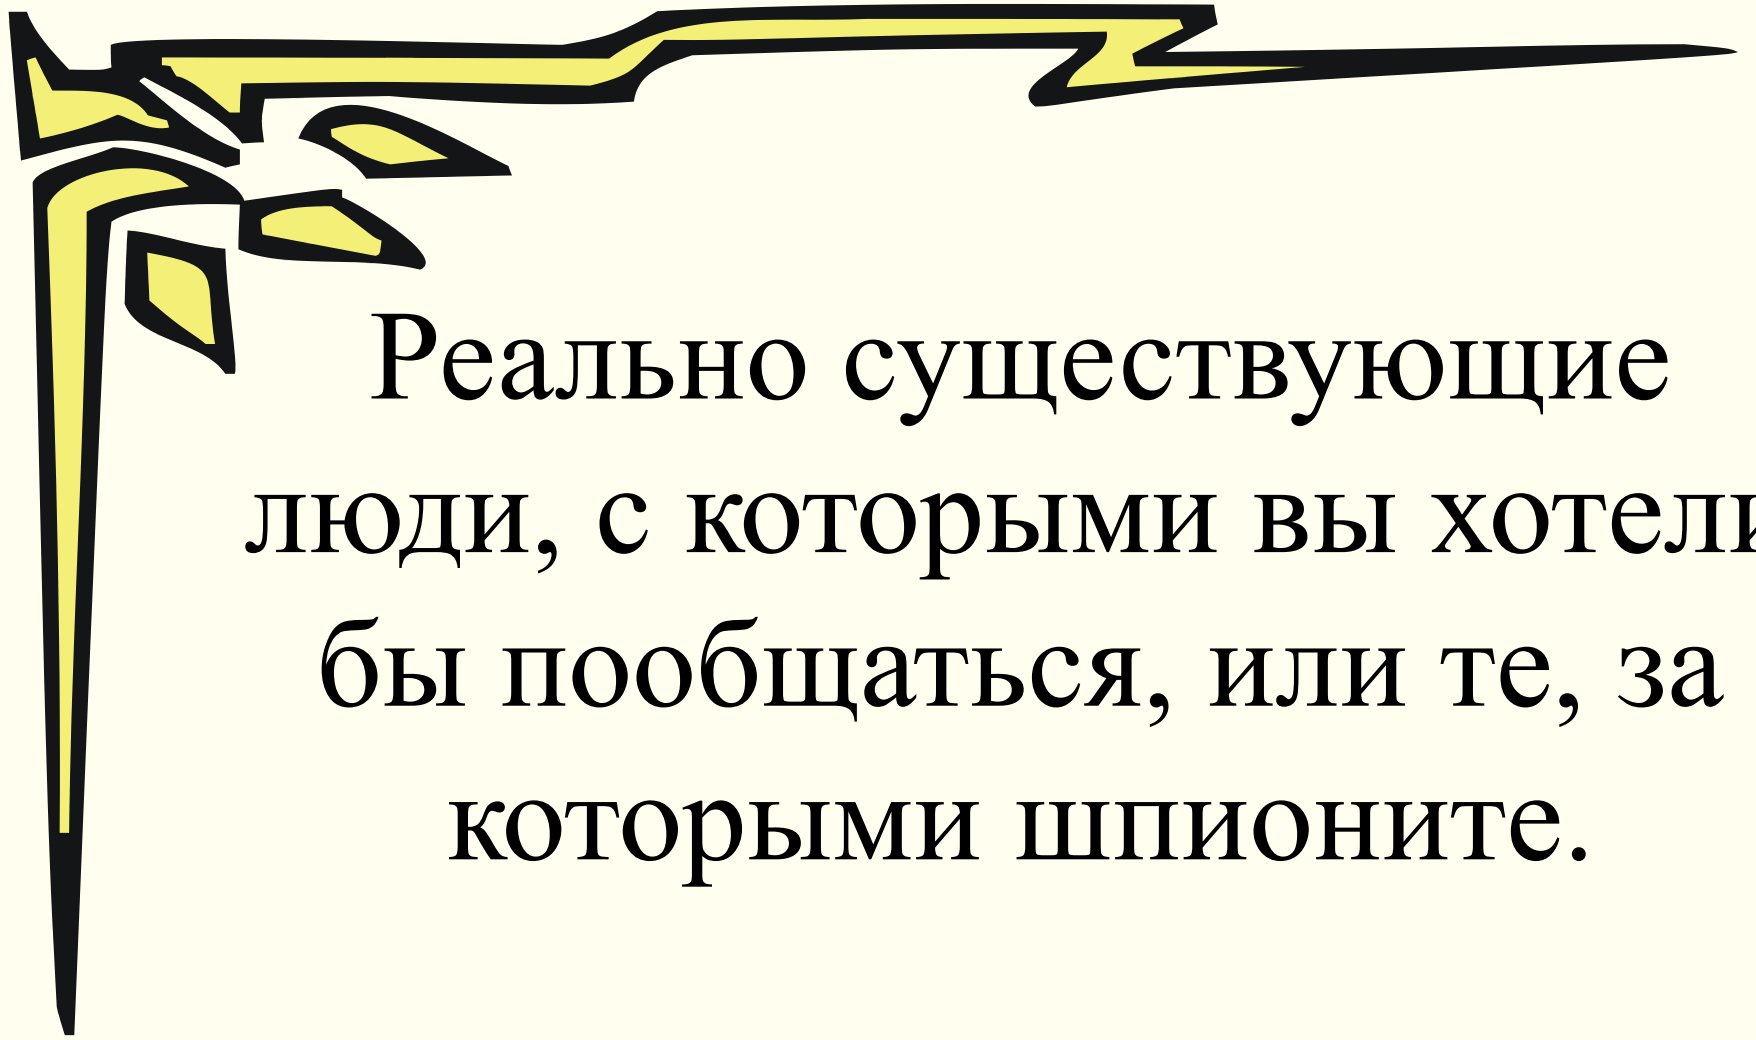 Реально существующие
люди, с которыми вы хотели
бы пообщаться, или те, за
которыми шпионите.